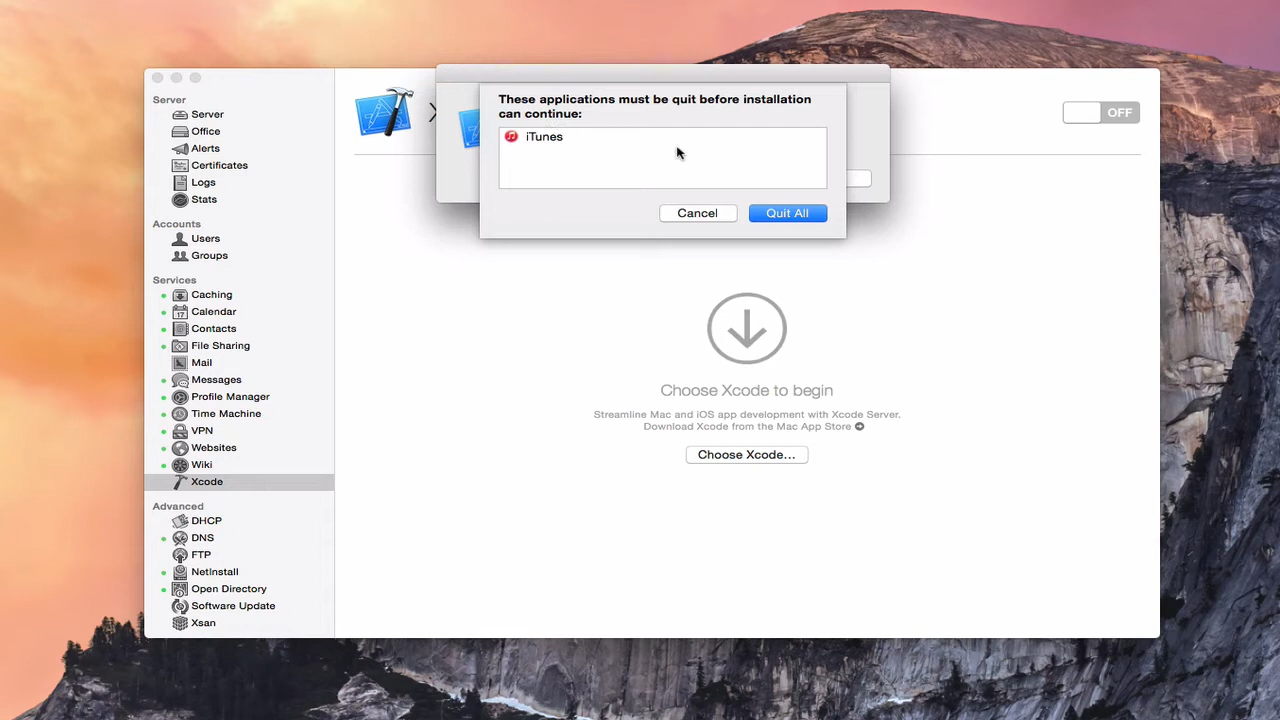 Server
Server
Office
Alerts
Certificates
Logs
Stats
Accounts
Users
Groups
Services
Caching
17
Calendar
Contacts
File Sharing
Mail
Messages
Profile Manager
Time Machine
VPN
Websites
Wiki
Xcode
Advanced
DHCP
DNS
FTP
NetInstall
Open Directory
Software Update
Xsan
These applications must be quit before installation
can continue:
iTunes
Cancel
Quit All
OFF
Choose Xcode to begin
Streamline Mac and iOS app development with Xcode Server.
Download Xcode from the Mac App Store
Choose Xcode...